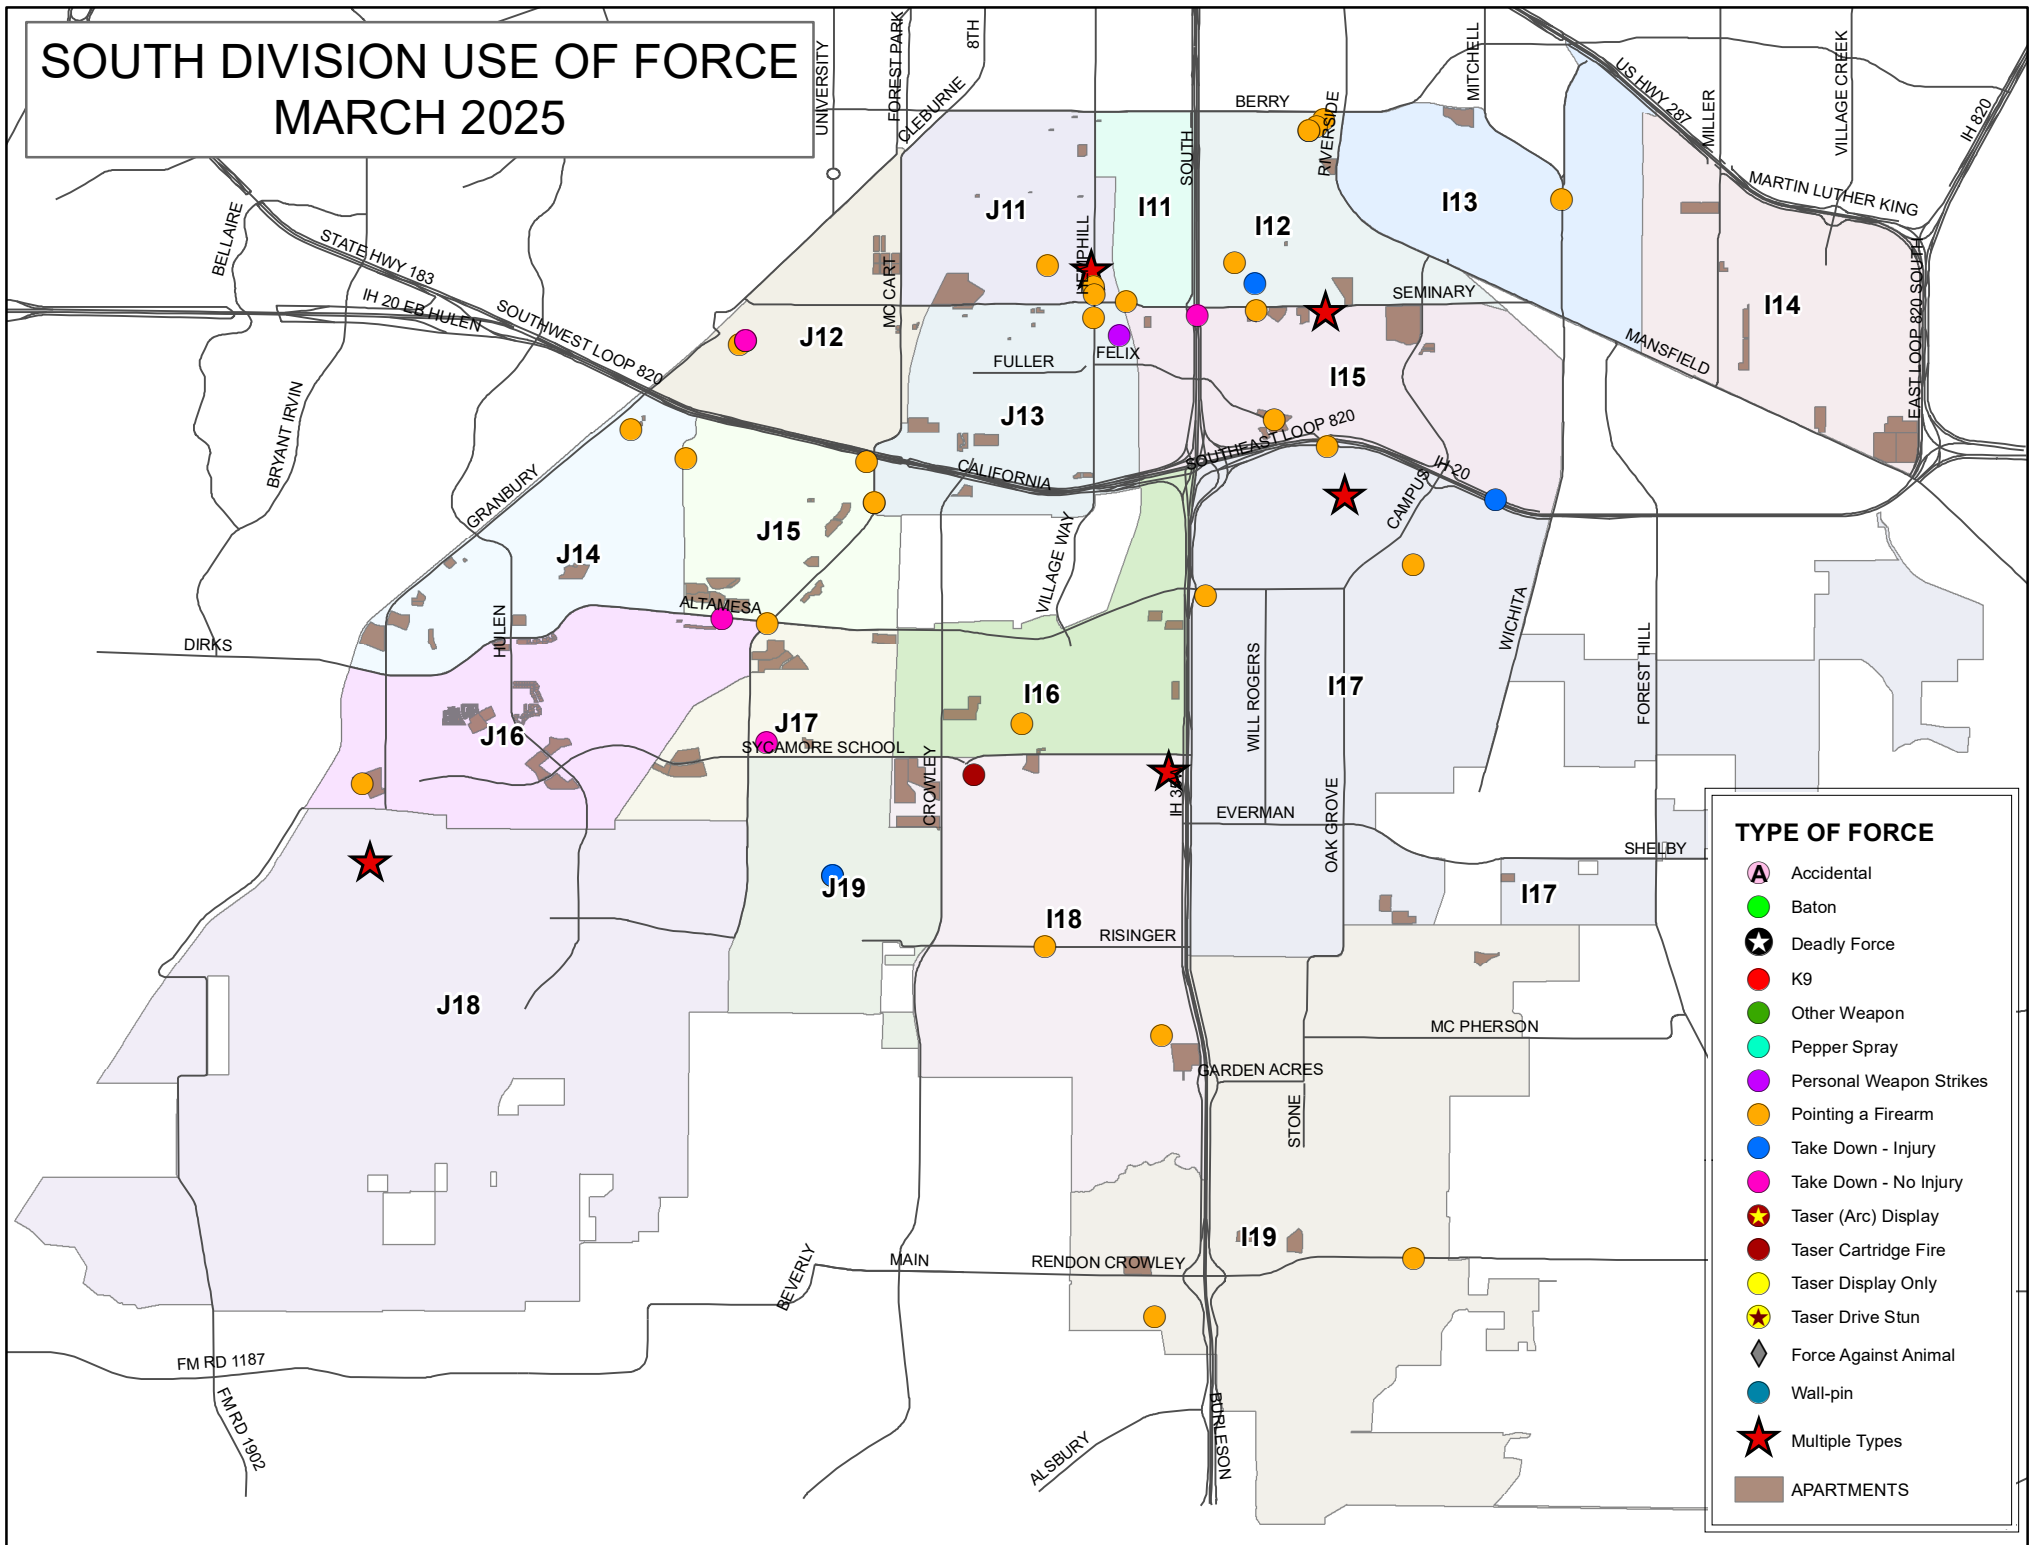 SOUTH DIVISION USE OF FORCE
MARCH 2025
UNIVERSITY
FOREST PARK
8TH
CLEBURNE
BERRY
SOUTH
RIVERSIDE
MITCHELL
US HWY 287
MILLER
VILLAGE CREEK
IH 820
MARTIN LUTHER KING
BELLAIRE
STATE HWY 183
IH 20 EB HULEN
SOUTHWEST LOOP 820
MC CART
HEMPHILL
J11
I11
I12
I13
I14
SEMINARY
EAST LOOP 820 SOUTH
MANSFIELD
J12
FULLER
FELIX
I15
J13
BRYANT IRVIN
GRANBURY
CALIFORNIA
SOUTHEAST LOOP 820
IH 20
CAMPUS
J14
J15
VILLAGE WAY
ALTAMESA
HULEN
DIRKS
WICHITA
FOREST HILL
WILL ROGERS
I16
I17
J16
J17
SYCAMORE SCHOOL
CROWLEY
EVERMAN
OAK GROVE
SHELBY
J19
I17
I18
RISINGER
J18
MC PHERSON
GARDEN ACRES
STONE
I19
MAIN
RENDON CROWLEY
BEVERLY
FM RD 1187
FM RD 1902
ALSBURY
BURLESON
TYPE OF FORCE
A Accidental
Baton
Deadly Force
K9
Other Weapon
Pepper Spray
Personal Weapon Strikes
Pointing a Firearm
Take Down - Injury
Take Down - No Injury
Taser (Arc) Display
Taser Cartridge Fire
Taser Display Only
Taser Drive Stun
Force Against Animal
Wall-pin
Multiple Types
APARTMENTS